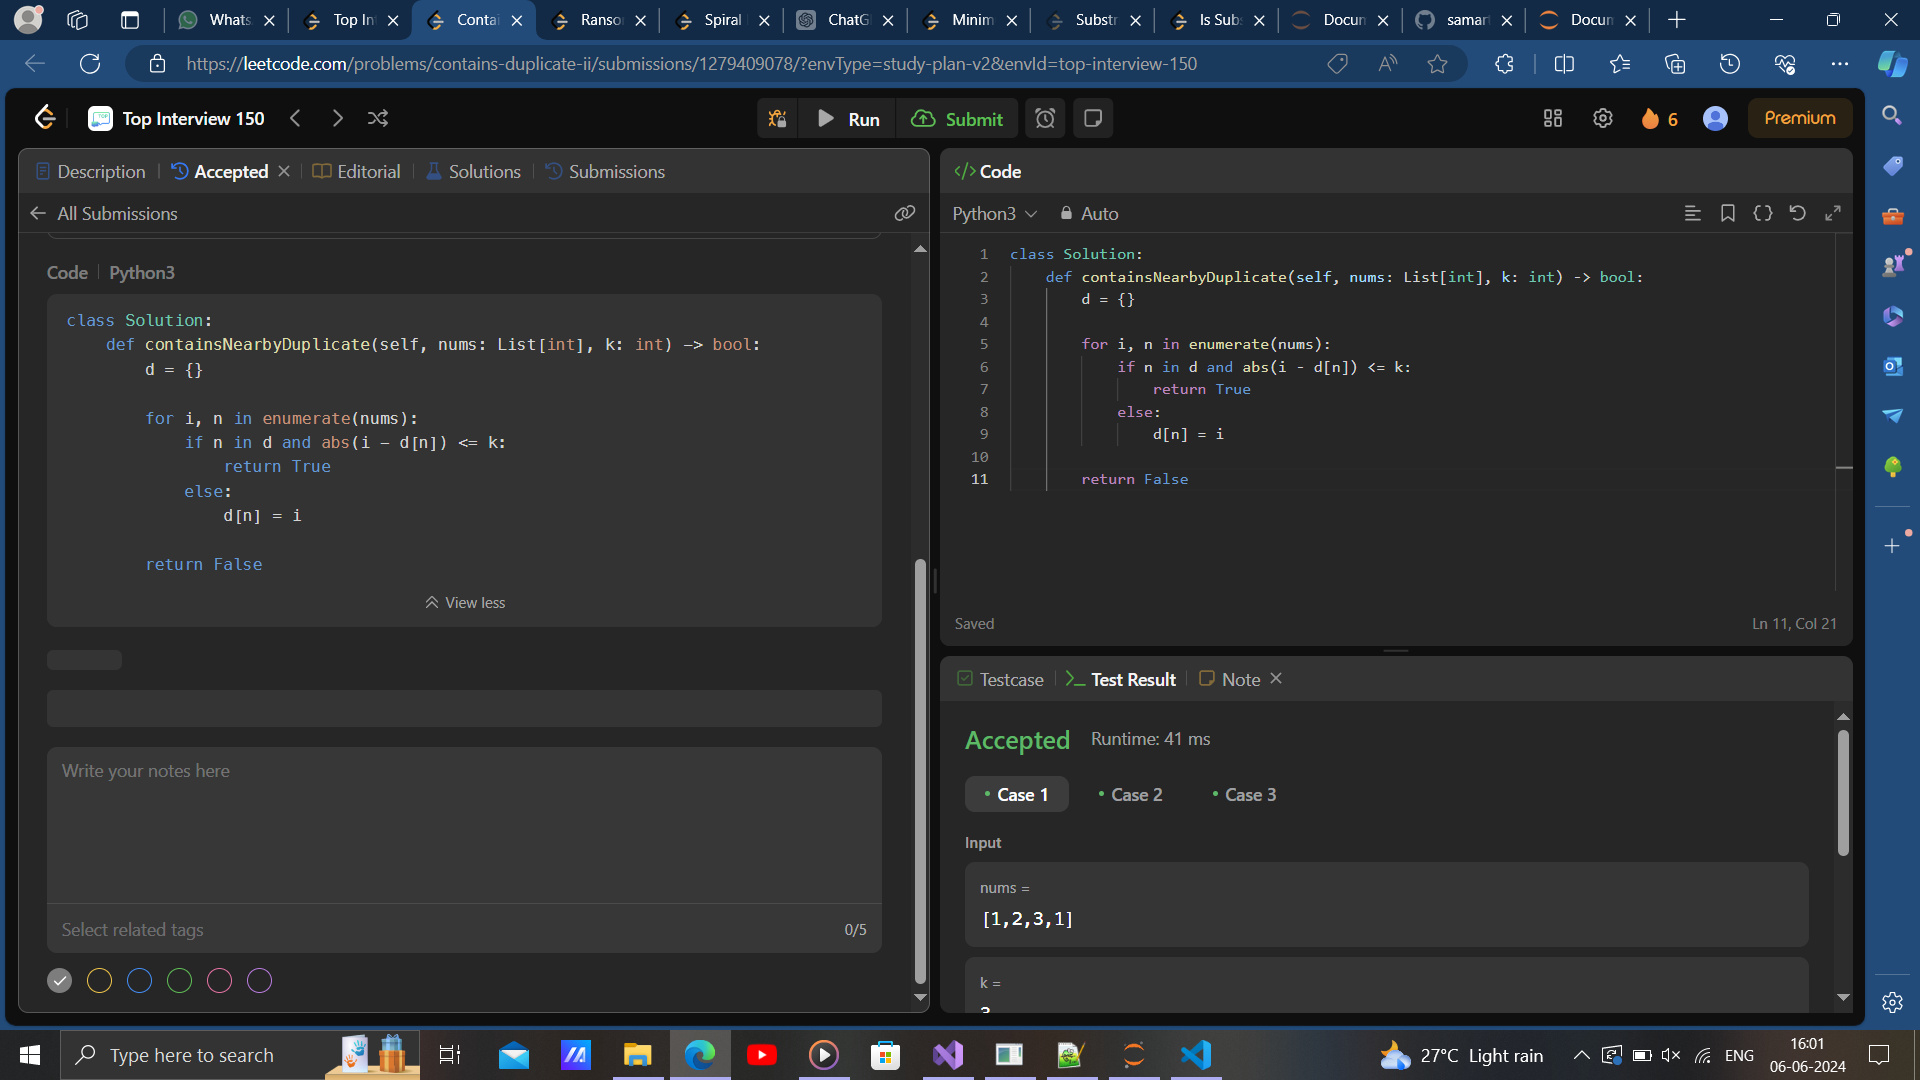 Whats
Top In
Contai
Ransor
Spiral
ChatG
Minim
Substr
Is Sub
Docum
samart
Docum
https://leetcode.com/problems/contains-duplicate-ii/submissions/1279409078/?envType=study-plan-v2&envId=top-interview-150
Top Interview 150
Run
Submit
6
Premium
Description
Accepted
Editorial
Solutions
Submissions
All Submissions
Code
Python3
class Solution:
def containsNearbyDuplicate(self, nums: List[int], k: int) -> bool:
d = {}
for i, n in enumerate(nums):
if n in d and abs(i - d[n]) <= k:
return True
else:
d[n] = i
return False
View less
Write your notes here
Select related tags
0/5
</> Code
Python3
Auto
1 class Solution:
2 def containsNearbyDuplicate(self, nums: List[int], k: int) -> bool:
3 d = {}
4
5 for i, n in enumerate(nums):
6 if n in d and abs(i - d[n]) <= k:
7 return True
8 else:
9 d[n] = i
10
11 return False
Saved
Ln 11, Col 21
Testcase
Test Result
Note
Accepted
Runtime: 41 ms
Case 1
Case 2
Case 3
Input
nums =
[1,2,3,1]
k =
3
Type here to search
27°C Light rain
ENG
16:01
06-06-2024